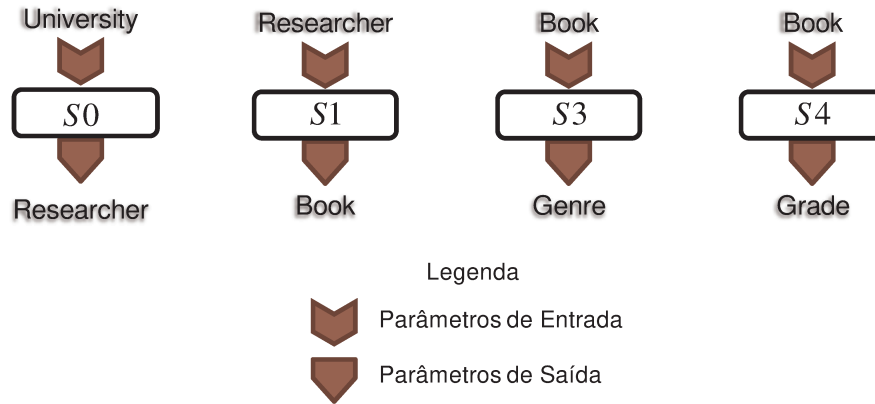 University Researcher Book Book
S0 S1 S3 S4
Researcher Book Genre Grade
Legenda
Parâmetros de Entrada
Parâmetros de Saída